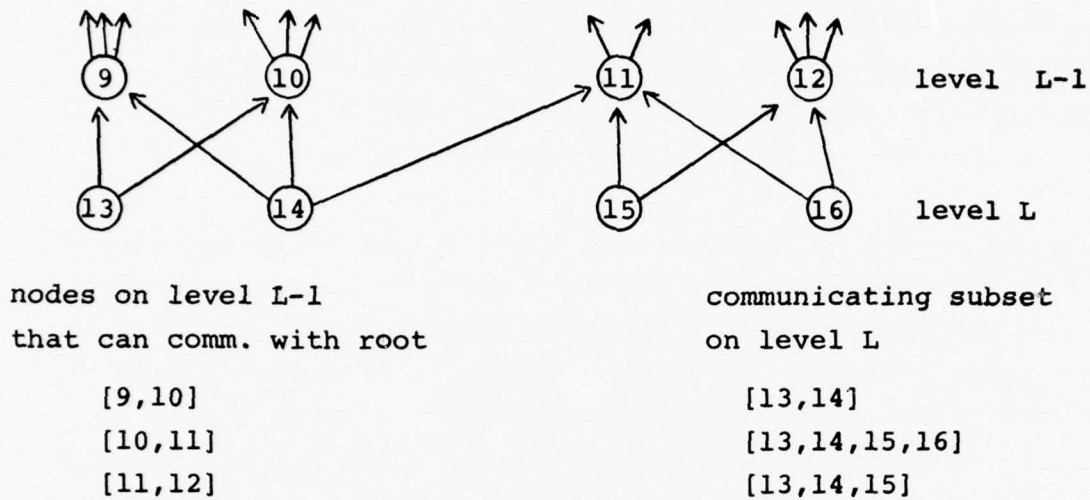 9 10 11 12 level L-1
13 14 15 16 level L
nodes on level L-1
that can comm. with root
[9,10]
[10,11]
[11,12]
communicating subset
on level L
[13,14]
[13,14,15,16]
[13,14,15]